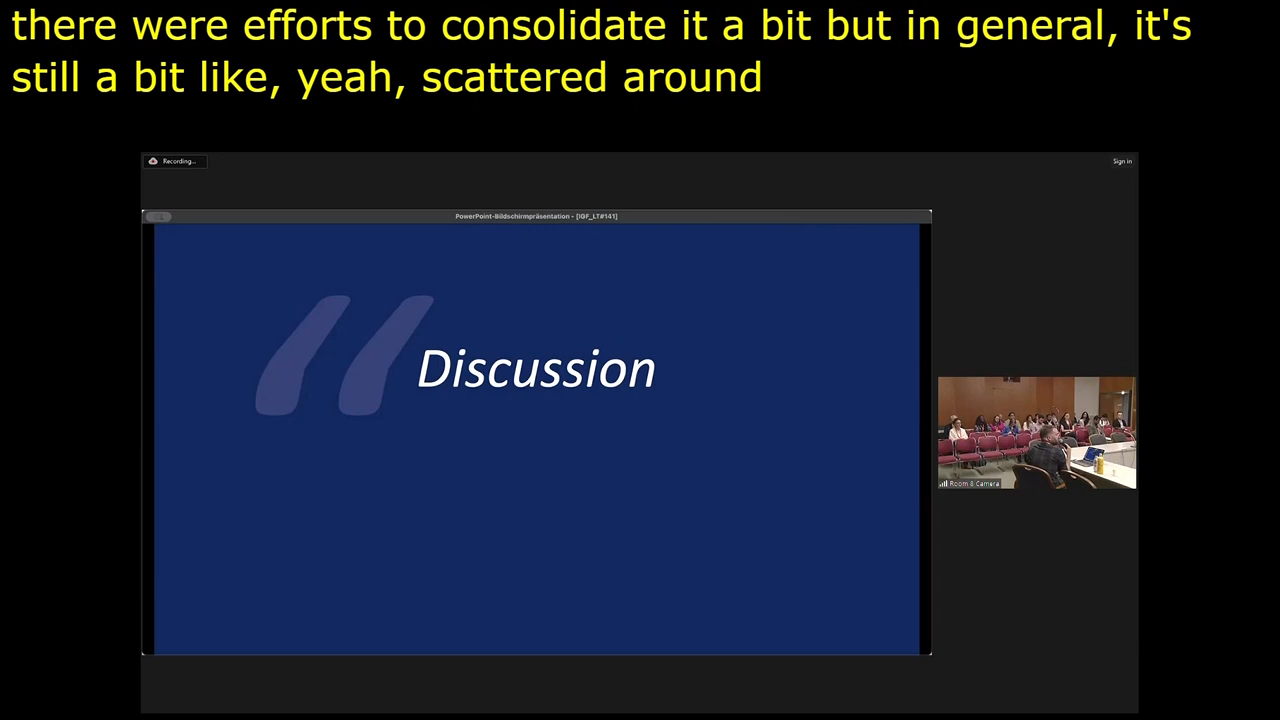 there were efforts to consolidate it a bit but in general, it's
still a bit like, yeah, scattered around
Recording...
Sign in
PowerPoint-Bildschirmpräsentation - [IGF_LT#141]
Discussion
Room 8 Camera